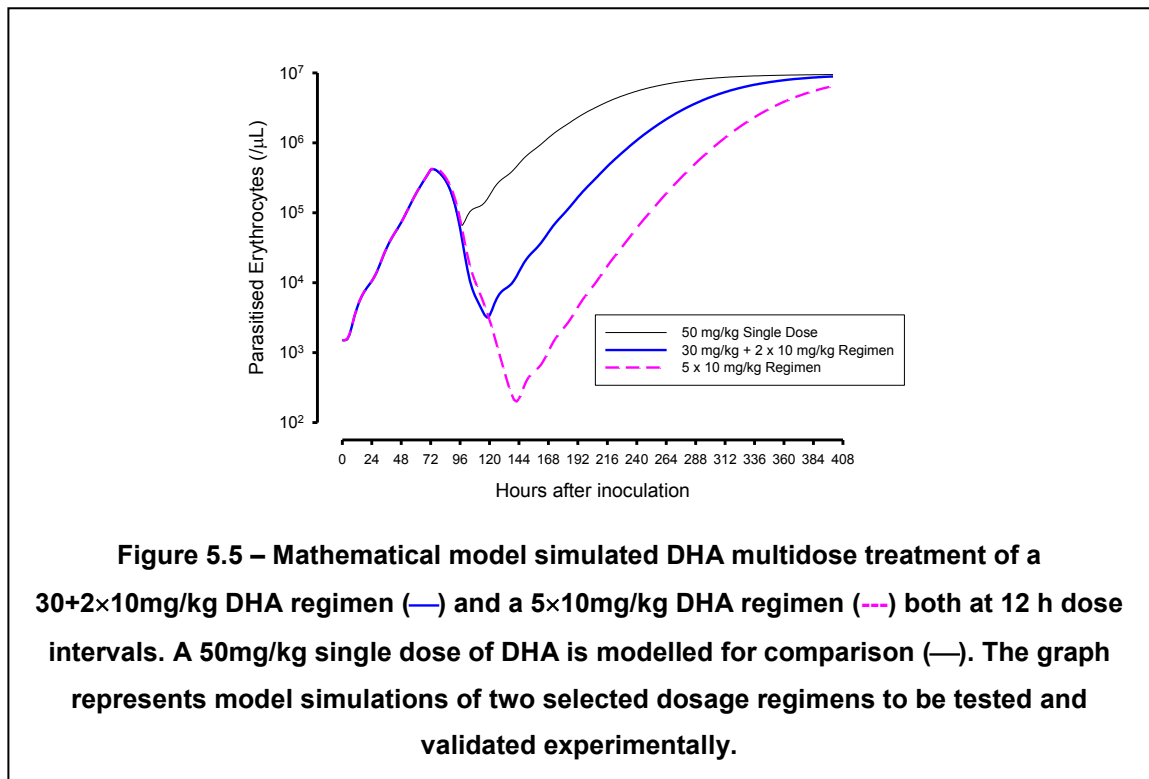 10⁷
10⁶
10⁵
10⁴
10³
10²
Parasitised Erythrocytes (/μL)
50 mg/kg Single Dose
30 mg/kg + 2 x 10 mg/kg Regimen
5 x 10 mg/kg Regimen
0 24 48 72 96 120 144 168 192 216 240 264 288 312 336 360 384 408
Hours after inoculation
Figure 5.5 – Mathematical model simulated DHA multidose treatment of a
30+2×10mg/kg DHA regimen (—) and a 5×10mg/kg DHA regimen (---) both at 12 h dose
intervals. A 50mg/kg single dose of DHA is modelled for comparison (—). The graph
represents model simulations of two selected dosage regimens to be tested and
validated experimentally.